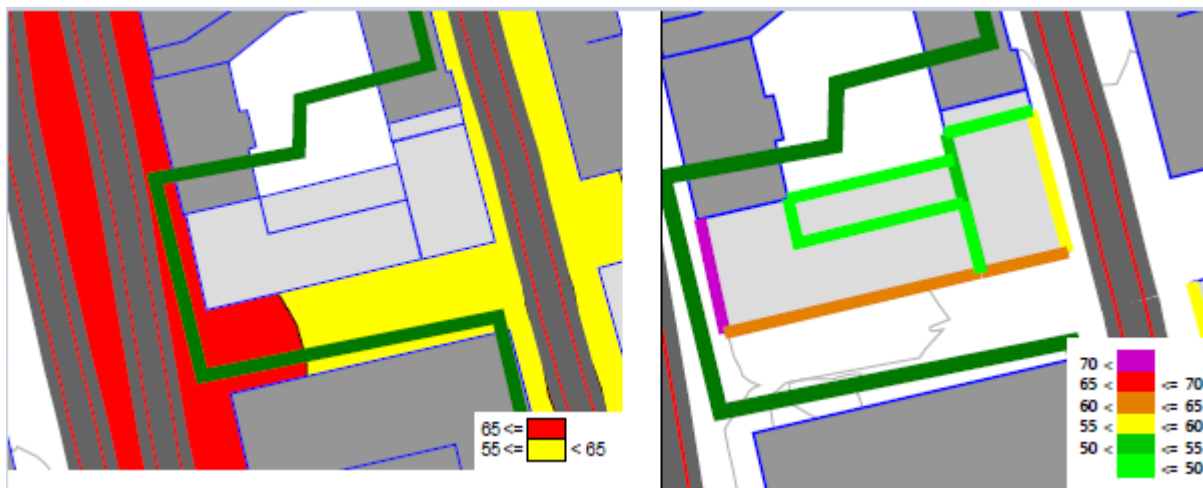 65 <=
55 <= < 65
70 <
65 < <= 70
60 < <= 65
55 < <= 60
50 < <= 55
<= 50